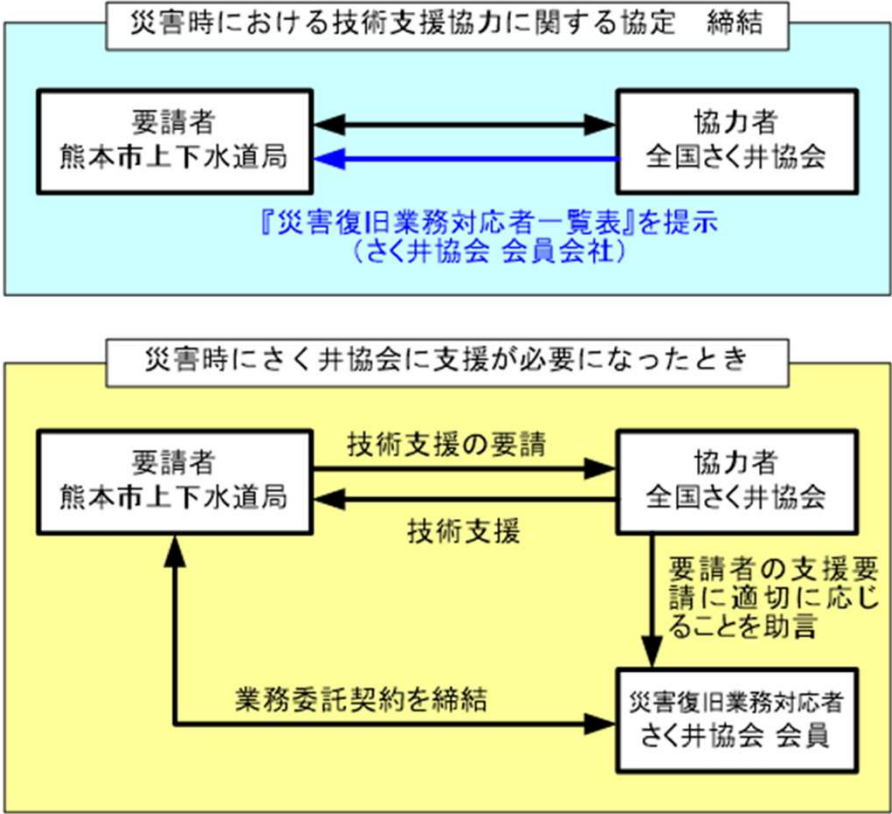 災害時における技術支援協力に関する協定　締結
要請者
熊本市上下水道局
協力者
全国さく井協会
『災害復旧業務対応者一覧表』を提示
（さく井協会 会員会社）
災害時にさく井協会に支援が必要になったとき
要請者
熊本市上下水道局
技術支援の要請
技術支援
協力者
全国さく井協会
要請者の支援要
請に適切に応じ
ることを助言
業務委託契約を締結
災害復旧業務対応者
さく井協会 会員